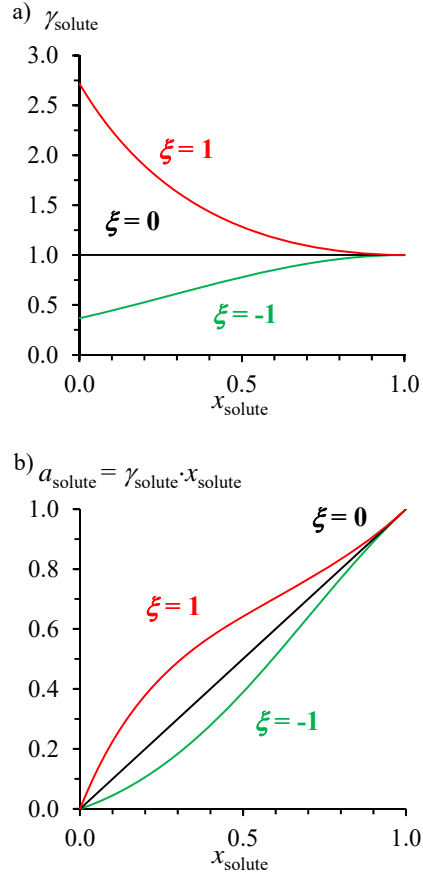 a) γsolute
3.0
2.5
2.0
1.5
1.0
0.5
0.0
ξ = 1
ξ = 0
ξ = -1
0.0 0.5 1.0
xsolute
b) asolute = γsolute·xsolute
1.0
0.8
0.6
0.4
0.2
0.0
ξ = 0
ξ = 1
ξ = -1
0.0 0.5 1.0
xsolute